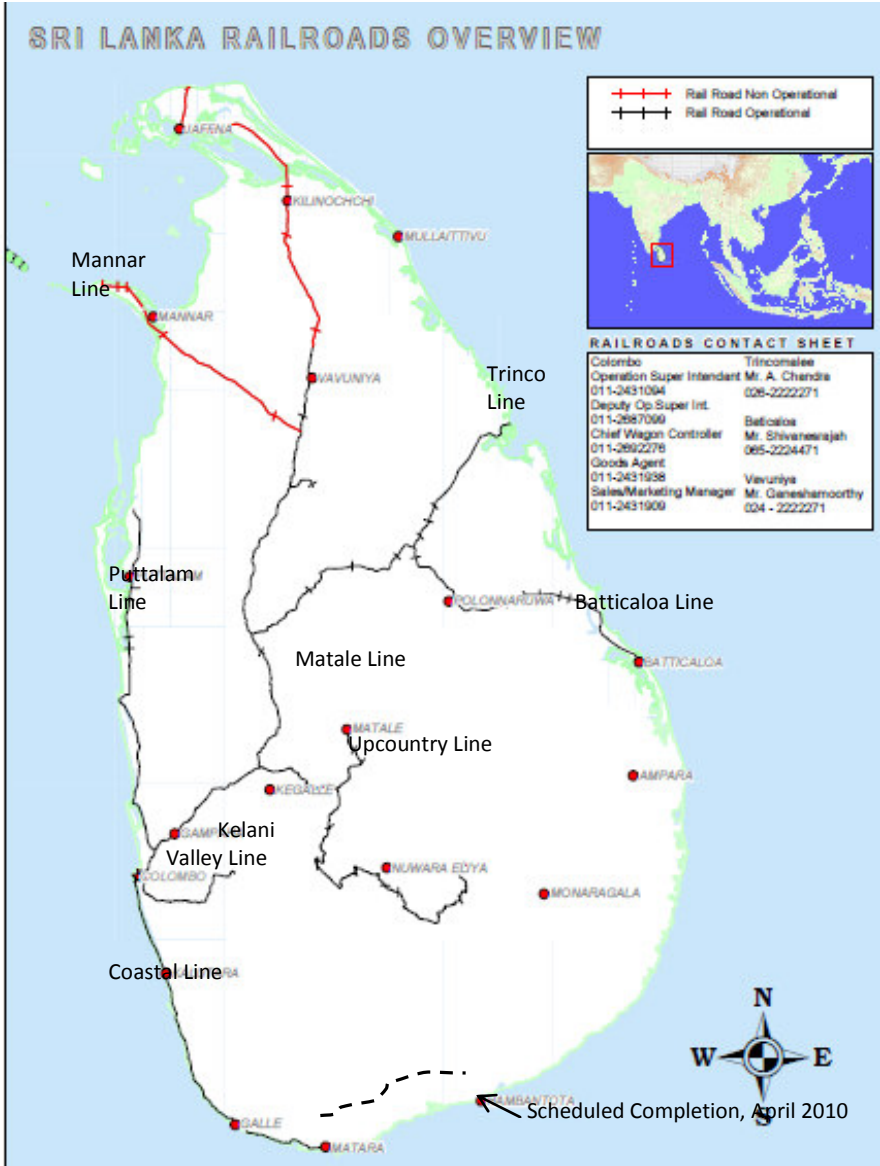 SRI LANKA RAILROADS OVERVIEW
Rail Road Non Operational
Rail Road Operational
JAFENA
KILINOCHCHI
MULLAITTIVU
Mannar
Line
MANNAR
VAVUNIYA
Trinco
Line
RAILROADS CONTACT SHEET
Colombo
Operation Super Intendant
011-2431094
Deputy Op.Super Int.
011-2687099
Chief Wagon Controller
011-2692276
Goods Agent
011-2431938
Sales/Marketing Manager
011-2431909
Trincomalee
Mr. A. Chandra
026-2222271
Baticaloa
Mr. Shivanesrajah
065-2224471
Vavuniya
Mr. Ganeshamoorthy
024 - 2222271
Puttalam
Line
POLONNARUWA
Batticaloa Line
Matale Line
BATTICALOA
MATALE
Upcountry Line
AMPARA
KEGALLE
Kelani
Valley Line
COLOMBO
NUWARA ELIYA
MONARAGALA
Coastal Line
N
W
E
S
HAMBANTOTA
Scheduled Completion, April 2010
GALLE
MATARA